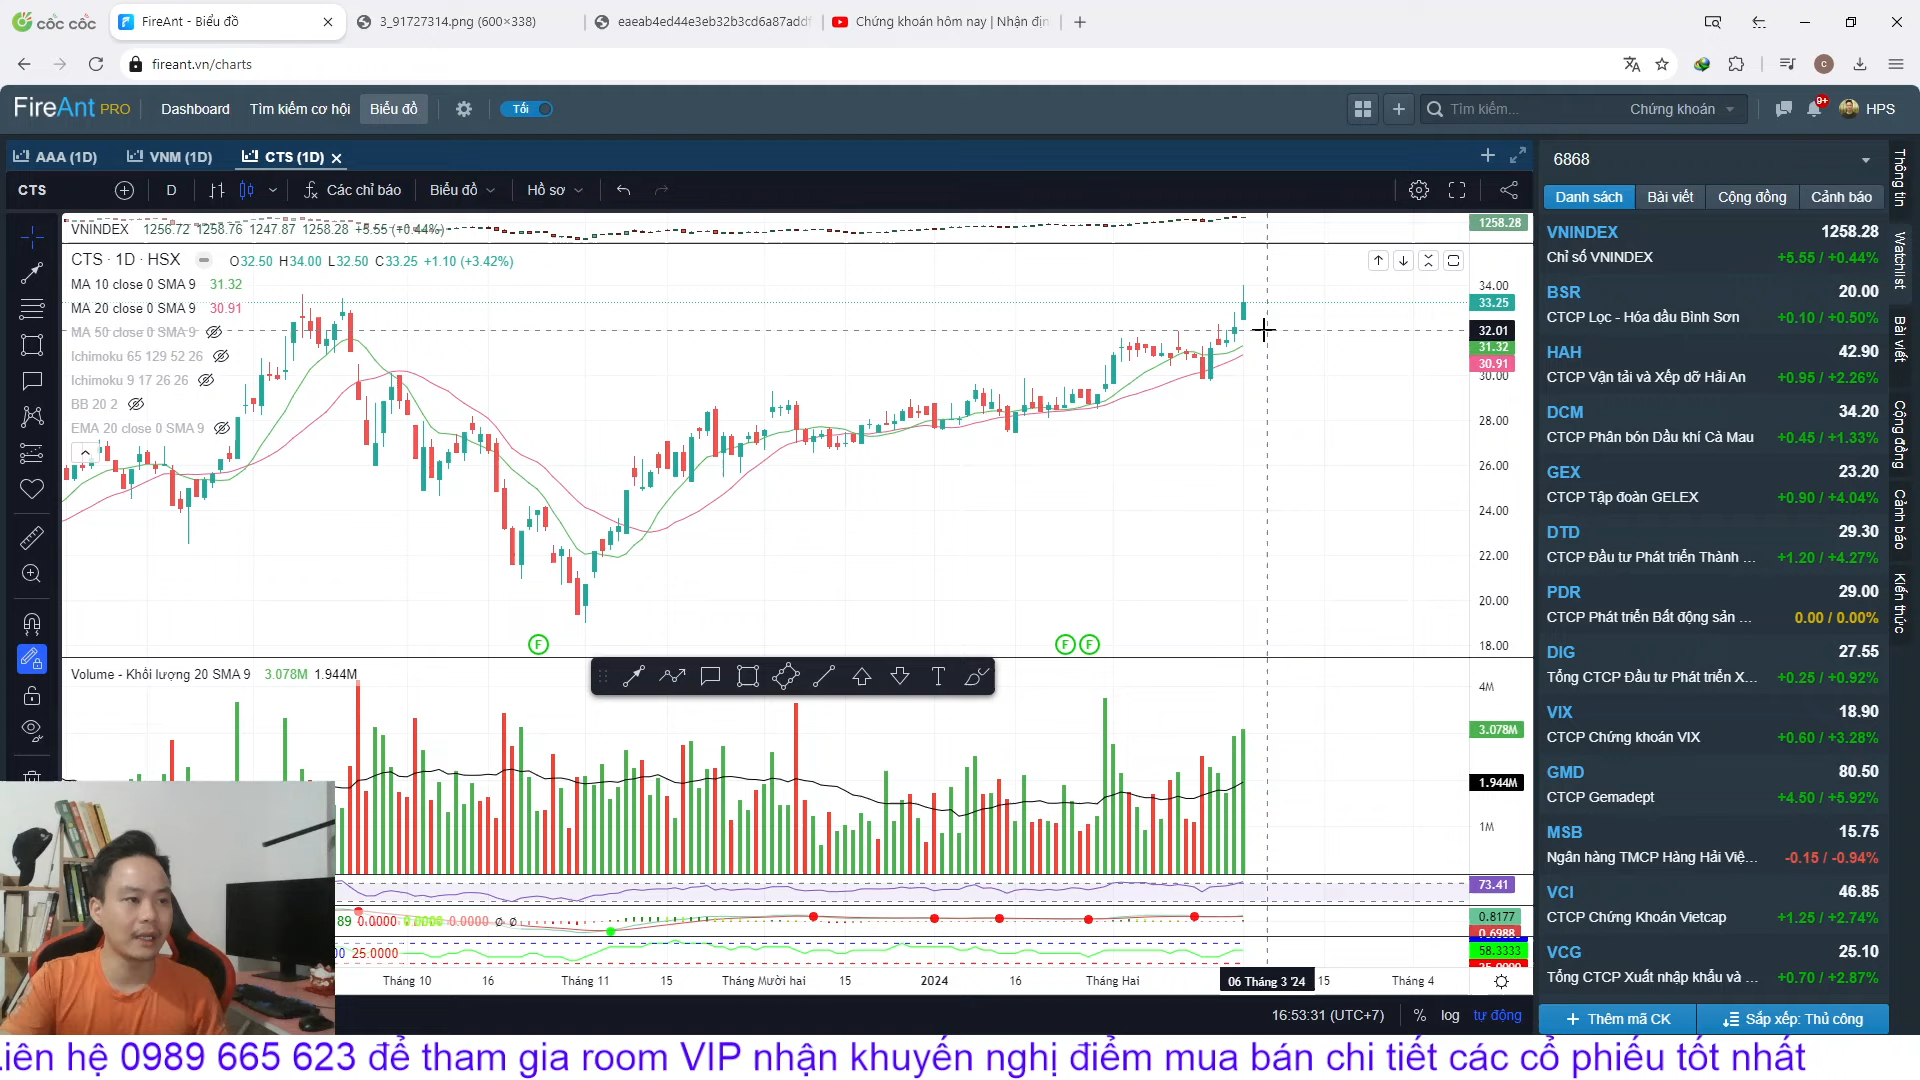 cốc cốc
FireAnt - Biểu đồ
3_91727314.png (600×338)
eaeab4ed44e3eb32b3cd6a87addf
Chứng khoán hôm nay | Nhận địn
fireant.vn/charts
FireAnt PRO
Dashboard
Tìm kiếm cơ hội
Biểu đồ
Tối
Tìm kiếm...
Chứng khoán
9+
HPS
AAA (1D)
VNM (1D)
CTS (1D)
CTS
D
Các chỉ báo
Biểu đồ
Hồ sơ
VNINDEX 1256.72 1258.76 1247.87 1258.28 +5.55 (+0.44%)
CTS · 1D · HSX
O32.50 H34.00 L32.50 C33.25 +1.10 (+3.42%)
MA 10 close 0 SMA 9 31.32
MA 20 close 0 SMA 9 30.91
MA 50 close 0 SMA 9
Ichimoku 65 129 52 26
Ichimoku 9 17 26 26
BB 20 2
EMA 20 close 0 SMA 9
1258.28
34.00
33.25
32.01
31.32
30.91
30.00
28.00
26.00
24.00
22.00
20.00
18.00
F
F
F
Volume - Khối lượng 20 SMA 9 3.078M 1.944M
4M
3.078M
1.944M
1M
73.41
89 0.0000 0.0000 0.0000 ∅ ∅
0.8177
0.6988
00 25.0000
58.3333
25.0000
Tháng 10
16
Tháng 11
15
Tháng Mười hai
15
2024
16
Tháng Hai
06 Tháng 3 '24
15
Tháng 4
16:53:31 (UTC+7)
%
log
tự động
6868
Danh sách
Bài viết
Cộng đồng
Cảnh báo
VNINDEX 1258.28
Chỉ số VNINDEX +5.55 / +0.44%
BSR 20.00
CTCP Lọc - Hóa dầu Bình Sơn +0.10 / +0.50%
HAH 42.90
CTCP Vận tải và Xếp dỡ Hải An +0.95 / +2.26%
DCM 34.20
CTCP Phân bón Dầu khí Cà Mau +0.45 / +1.33%
GEX 23.20
CTCP Tập đoàn GELEX +0.90 / +4.04%
DTD 29.30
CTCP Đầu tư Phát triển Thành ... +1.20 / +4.27%
PDR 29.00
CTCP Phát triển Bất động sản ... 0.00 / 0.00%
DIG 27.55
Tổng CTCP Đầu tư Phát triển X... +0.25 / +0.92%
VIX 18.90
CTCP Chứng khoán VIX +0.60 / +3.28%
GMD 80.50
CTCP Gemadept +4.50 / +5.92%
MSB 15.75
Ngân hàng TMCP Hàng Hải Việ... -0.15 / -0.94%
VCI 46.85
CTCP Chứng Khoán Vietcap +1.25 / +2.74%
VCG 25.10
Tổng CTCP Xuất nhập khẩu và ... +0.70 / +2.87%
Thêm mã CK
Sắp xếp: Thủ công
Thông tin
Watchlist
Bài viết
Cộng đồng
Cảnh báo
Kiến thức
Liên hệ 0989 665 623 để tham gia room VIP nhận khuyến nghị điểm mua bán chi tiết các cổ phiếu tốt nhất